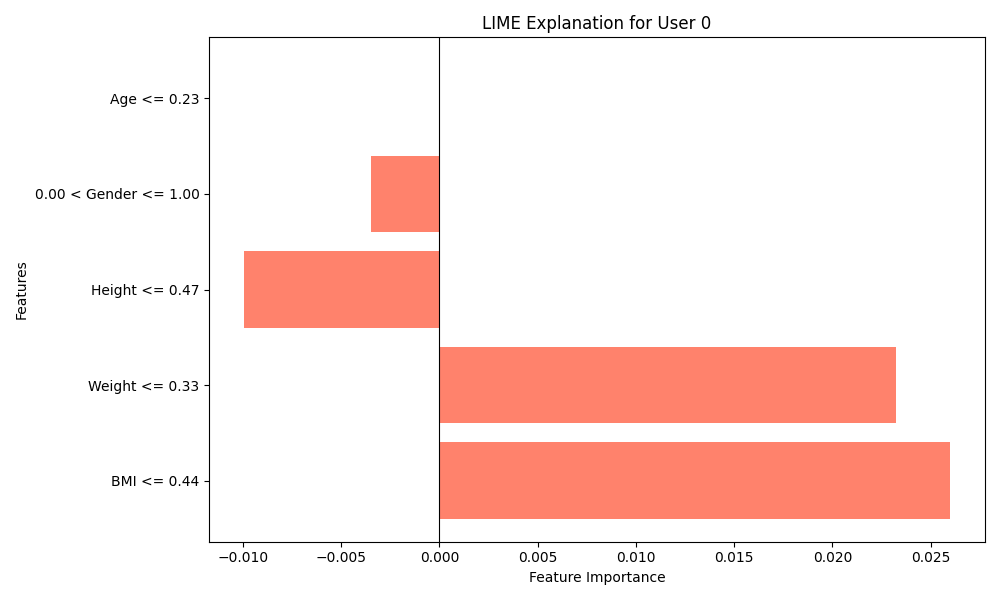 LIME Explanation for User 0
Age <= 0.23
0.00 < Gender <= 1.00
Height <= 0.47
Weight <= 0.33
BMI <= 0.44
Features
−0.010 −0.005 0.000 0.005 0.010 0.015 0.020 0.025
Feature Importance